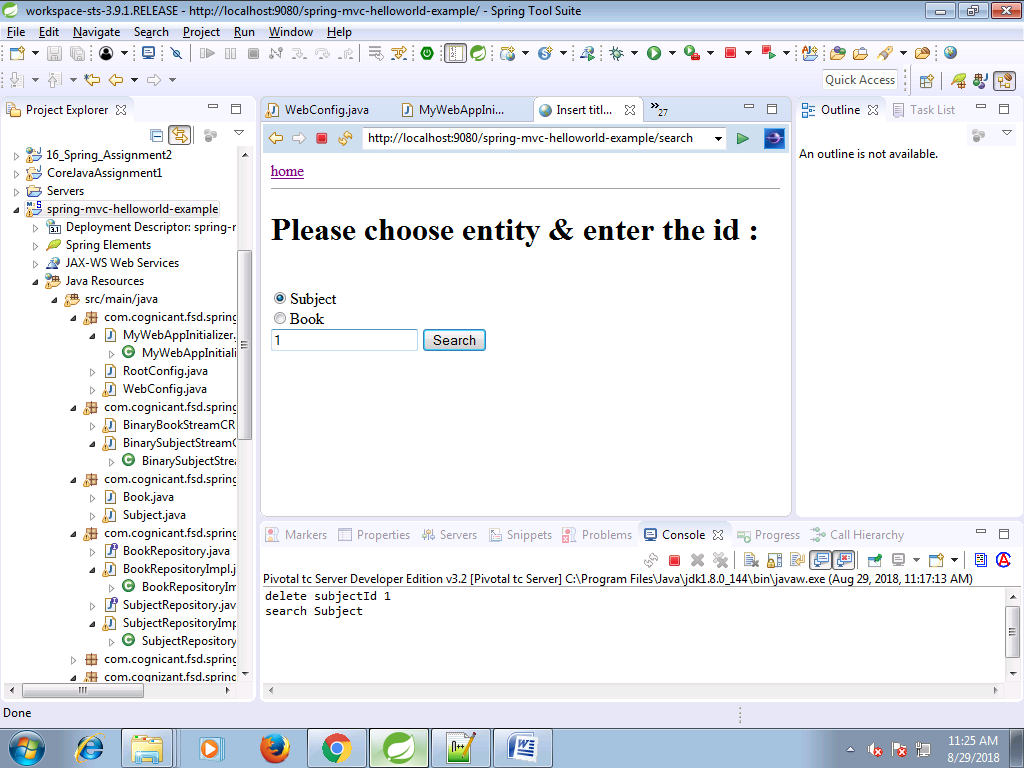 workspace-sts-3.9.1.RELEASE - http://localhost:9080/spring-mvc-helloworld-example/ - Spring Tool Suite
File Edit Navigate Search Project Run Window Help
Quick Access
Project Explorer
16_Spring_Assignment2
CoreJavaAssignment1
Servers
spring-mvc-helloworld-example
Deployment Descriptor: spring-r
Spring Elements
JAX-WS Web Services
Java Resources
src/main/java
com.cognicant.fsd.spring
MyWebAppInitializer.
MyWebAppInitiali
RootConfig.java
WebConfig.java
com.cognicant.fsd.spring
BinaryBookStreamCR
BinarySubjectStreamC
BinarySubjectStrea
com.cognicant.fsd.spring
Book.java
Subject.java
com.cognicant.fsd.spring
BookRepository.java
BookRepositoryImpl.j
BookRepositoryIm
SubjectRepository.jav
SubjectRepositoryImp
SubjectRepository
com.cognicant.fsd.spring
com.cognizant.fsd.spring
WebConfig.java MyWebAppIni... Insert titl... »27
http://localhost:9080/spring-mvc-helloworld-example/search
home
Please choose entity & enter the id :
Subject
Book
1 Search
Outline Task List
An outline is not available.
Markers Properties Servers Snippets Problems Console Progress Call Hierarchy
Pivotal tc Server Developer Edition v3.2 [Pivotal tc Server] C:\Program Files\Java\jdk1.8.0_144\bin\javaw.exe (Aug 29, 2018, 11:17:13 AM)
delete subjectId 1
search Subject
Done
11:25 AM
8/29/2018